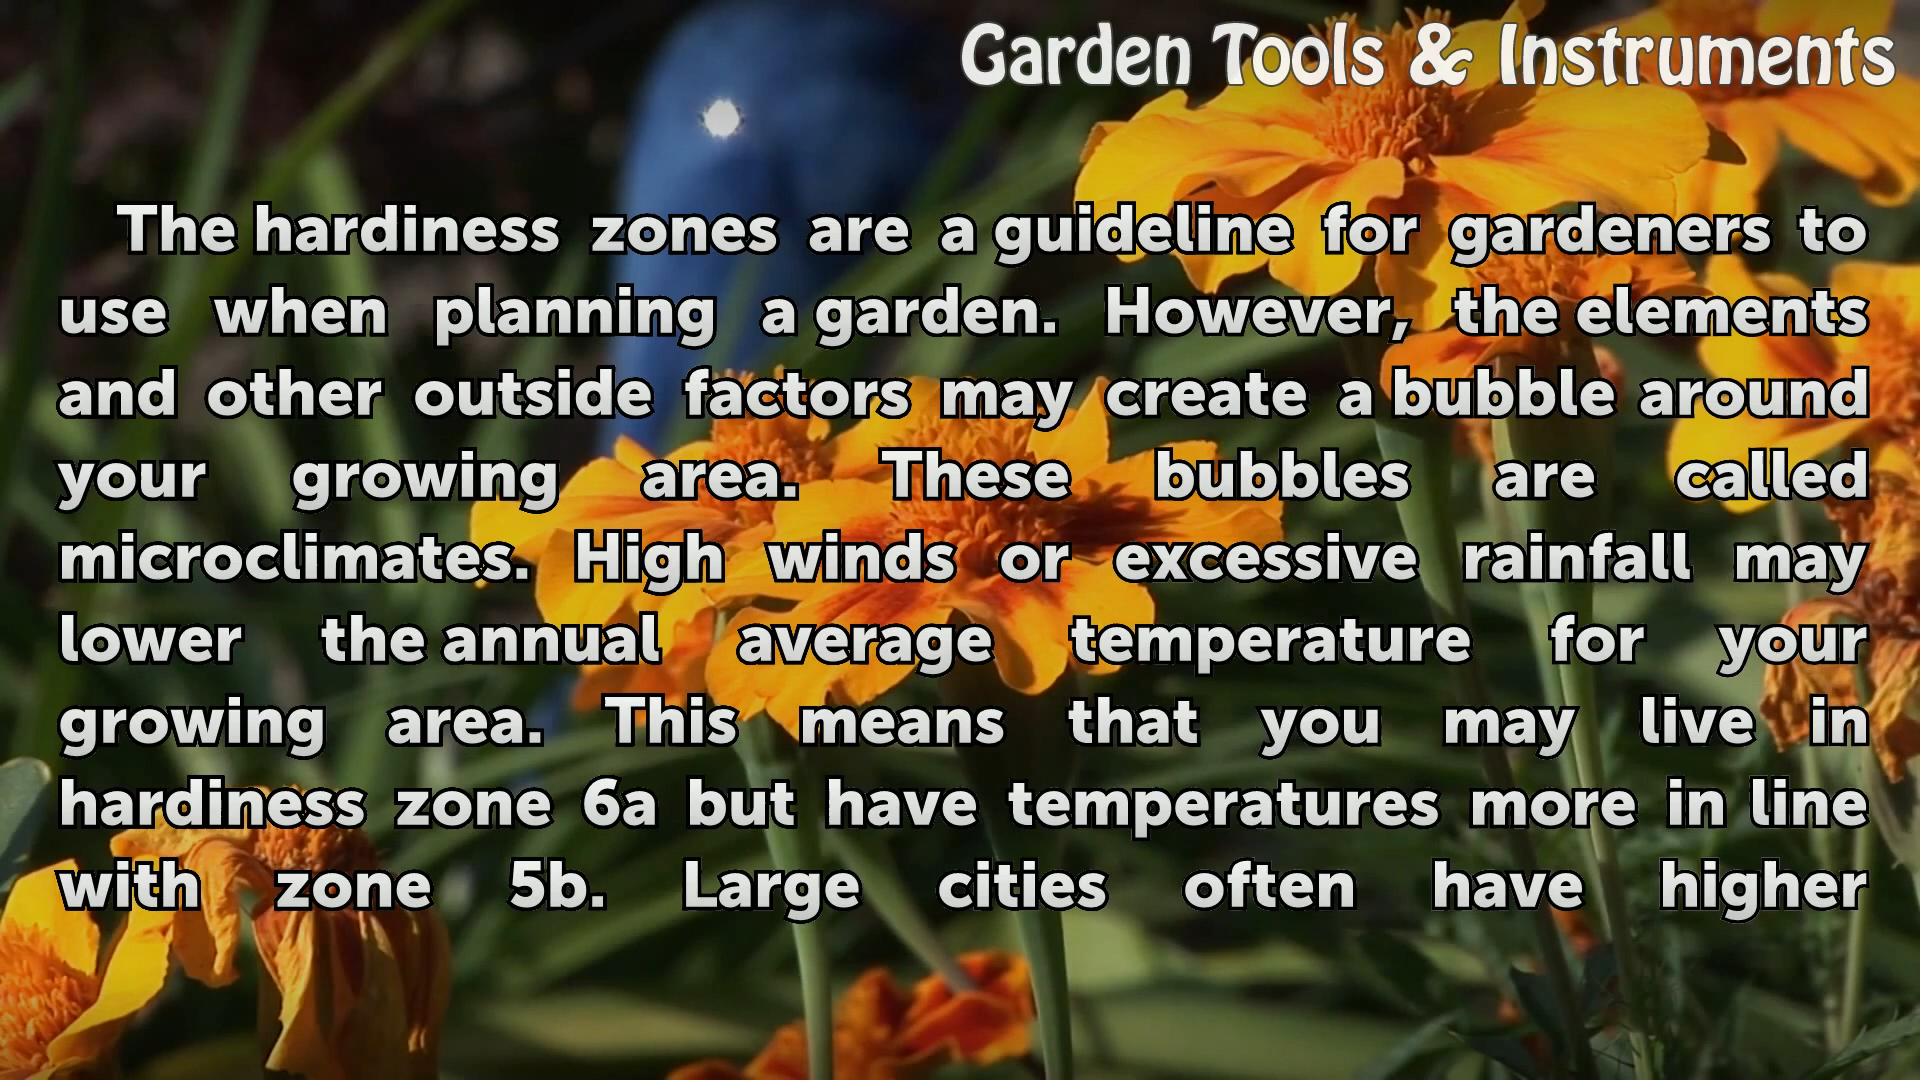 Garden Tools & Instruments
The hardiness zones are a guideline for gardeners to
use when planning a garden. However, the elements
and other outside factors may create a bubble around
your growing area. These bubbles are called
microclimates. High winds or excessive rainfall may
lower the annual average temperature for your
growing area. This means that you may live in
hardiness zone 6a but have temperatures more in line
with zone 5b. Large cities often have higher